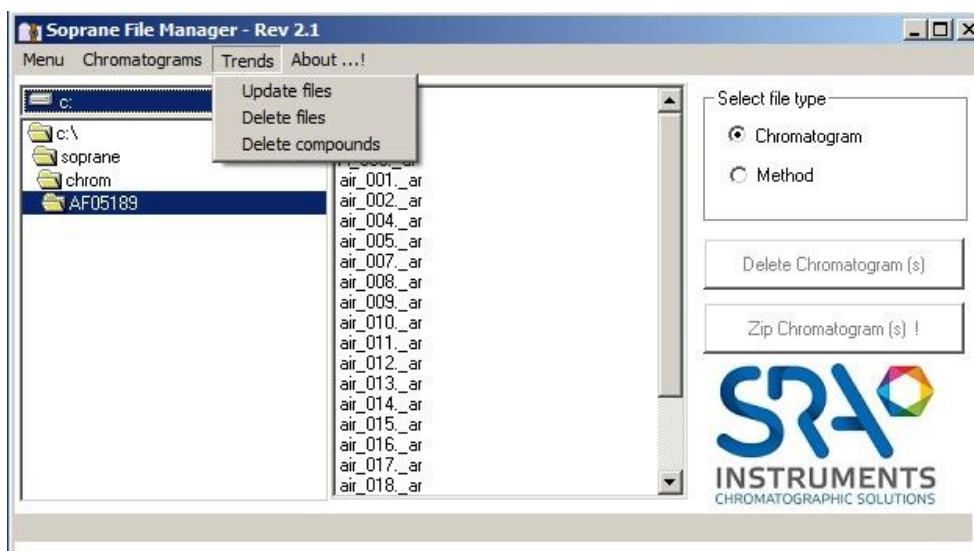 Soprane File Manager - Rev 2.1
Menu Chromatograms Trends About ...!
Update files
Delete files
Delete compounds
c:
c:\
soprane
chrom
AF05189
air_001._ar
air_002._ar
air_004._ar
air_005._ar
air_007._ar
air_008._ar
air_009._ar
air_010._ar
air_011._ar
air_012._ar
air_013._ar
air_014._ar
air_015._ar
air_016._ar
air_017._ar
air_018._ar
Select file type
Chromatogram
Method
Delete Chromatogram (s)
Zip Chromatogram (s) !
SRA
INSTRUMENTS
CHROMATOGRAPHIC SOLUTIONS